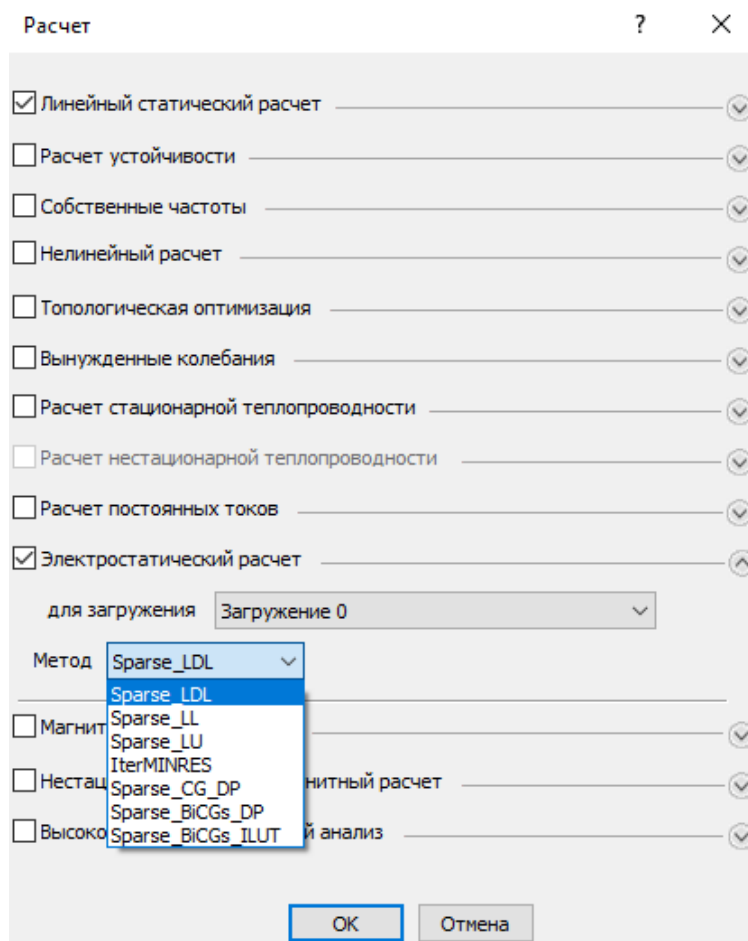 Расчет
?
Линейный статический расчет
Расчет устойчивости
Собственные частоты
Нелинейный расчет
Топологическая оптимизация
Вынужденные колебания
Расчет стационарной теплопроводности
Расчет нестационарной теплопроводности
Расчет постоянных токов
Электростатический расчет
для загружения Загружение 0
Метод Sparse_LDL
Sparse_LDL
Sparse_LL
Магнит
Sparse_LU
IterMINRES
Нестац нитный расчет
Sparse_CG_DP
Sparse_BiCGs_DP
Высоко й анализ
Sparse_BiCGs_ILUT
OK Отмена